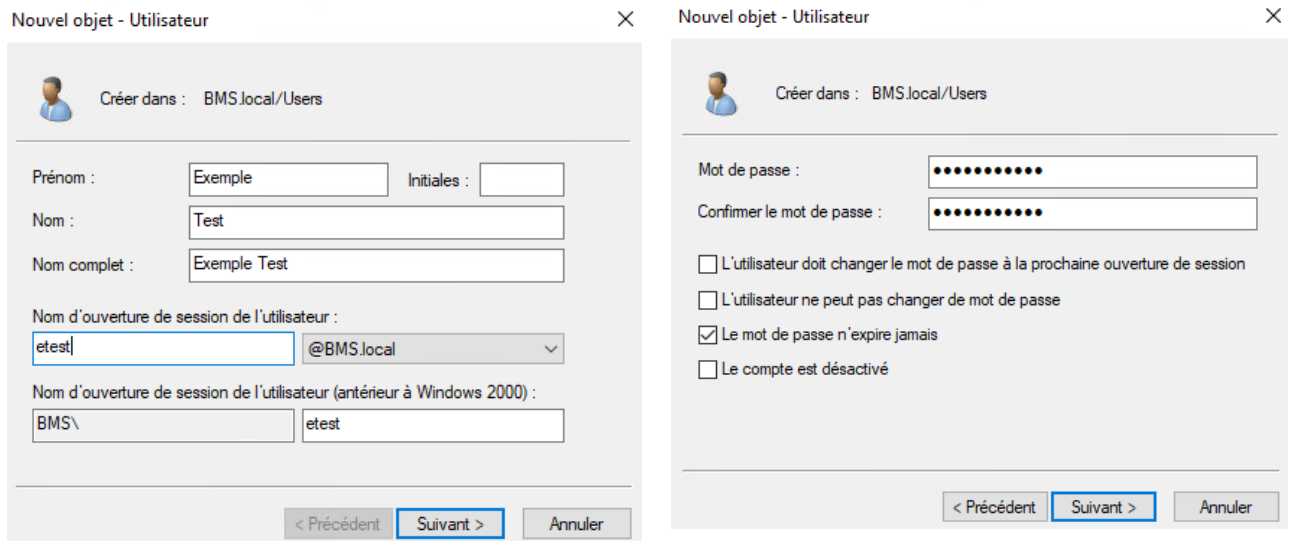 Nouvel objet - Utilisateur
Créer dans : BMS.local/Users
Prénom : Exemple Initiales :
Nom : Test
Nom complet : Exemple Test
Nom d'ouverture de session de l'utilisateur :
etest @BMS.local
Nom d'ouverture de session de l'utilisateur (antérieur à Windows 2000) :
BMS\ etest
< Précédent Suivant > Annuler
Nouvel objet - Utilisateur
Créer dans : BMS.local/Users
Mot de passe : •••••••••••
Confirmer le mot de passe : •••••••••••
L'utilisateur doit changer le mot de passe à la prochaine ouverture de session
L'utilisateur ne peut pas changer de mot de passe
Le mot de passe n'expire jamais
Le compte est désactivé
< Précédent Suivant > Annuler